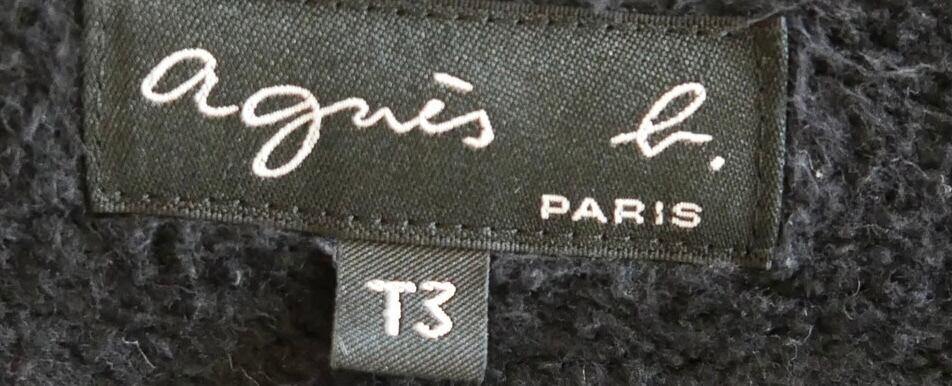 agnès b.
PARIS
T3